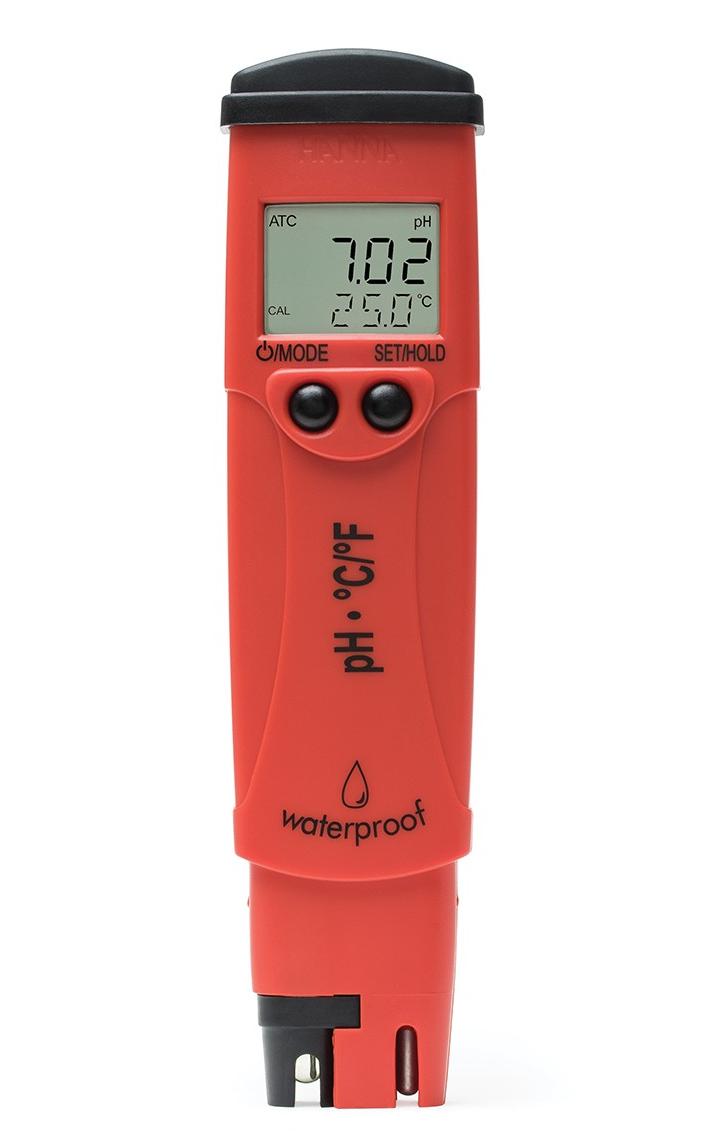 HANNA
ATC pH
7.02
CAL 25.0 °C
⏻/MODE SET/HOLD
pH • °C/°F
waterproof